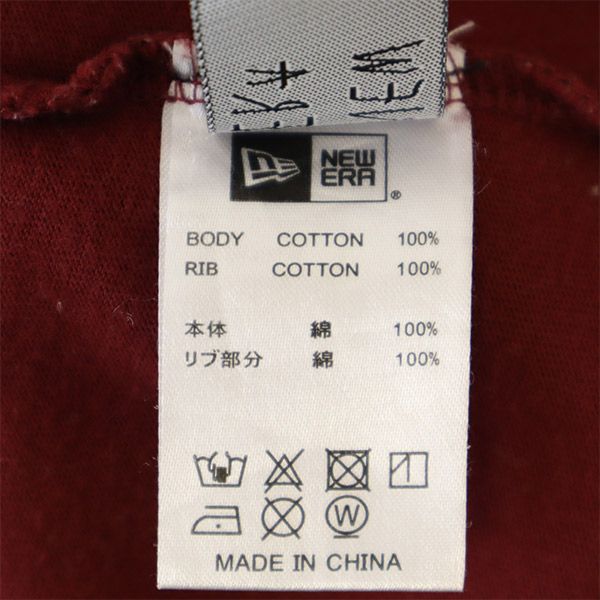 NEW
ERA
®
BODY COTTON 100%
RIB COTTON 100%
本体 綿 100%
リブ部分 綿 100%
W
MADE IN CHINA